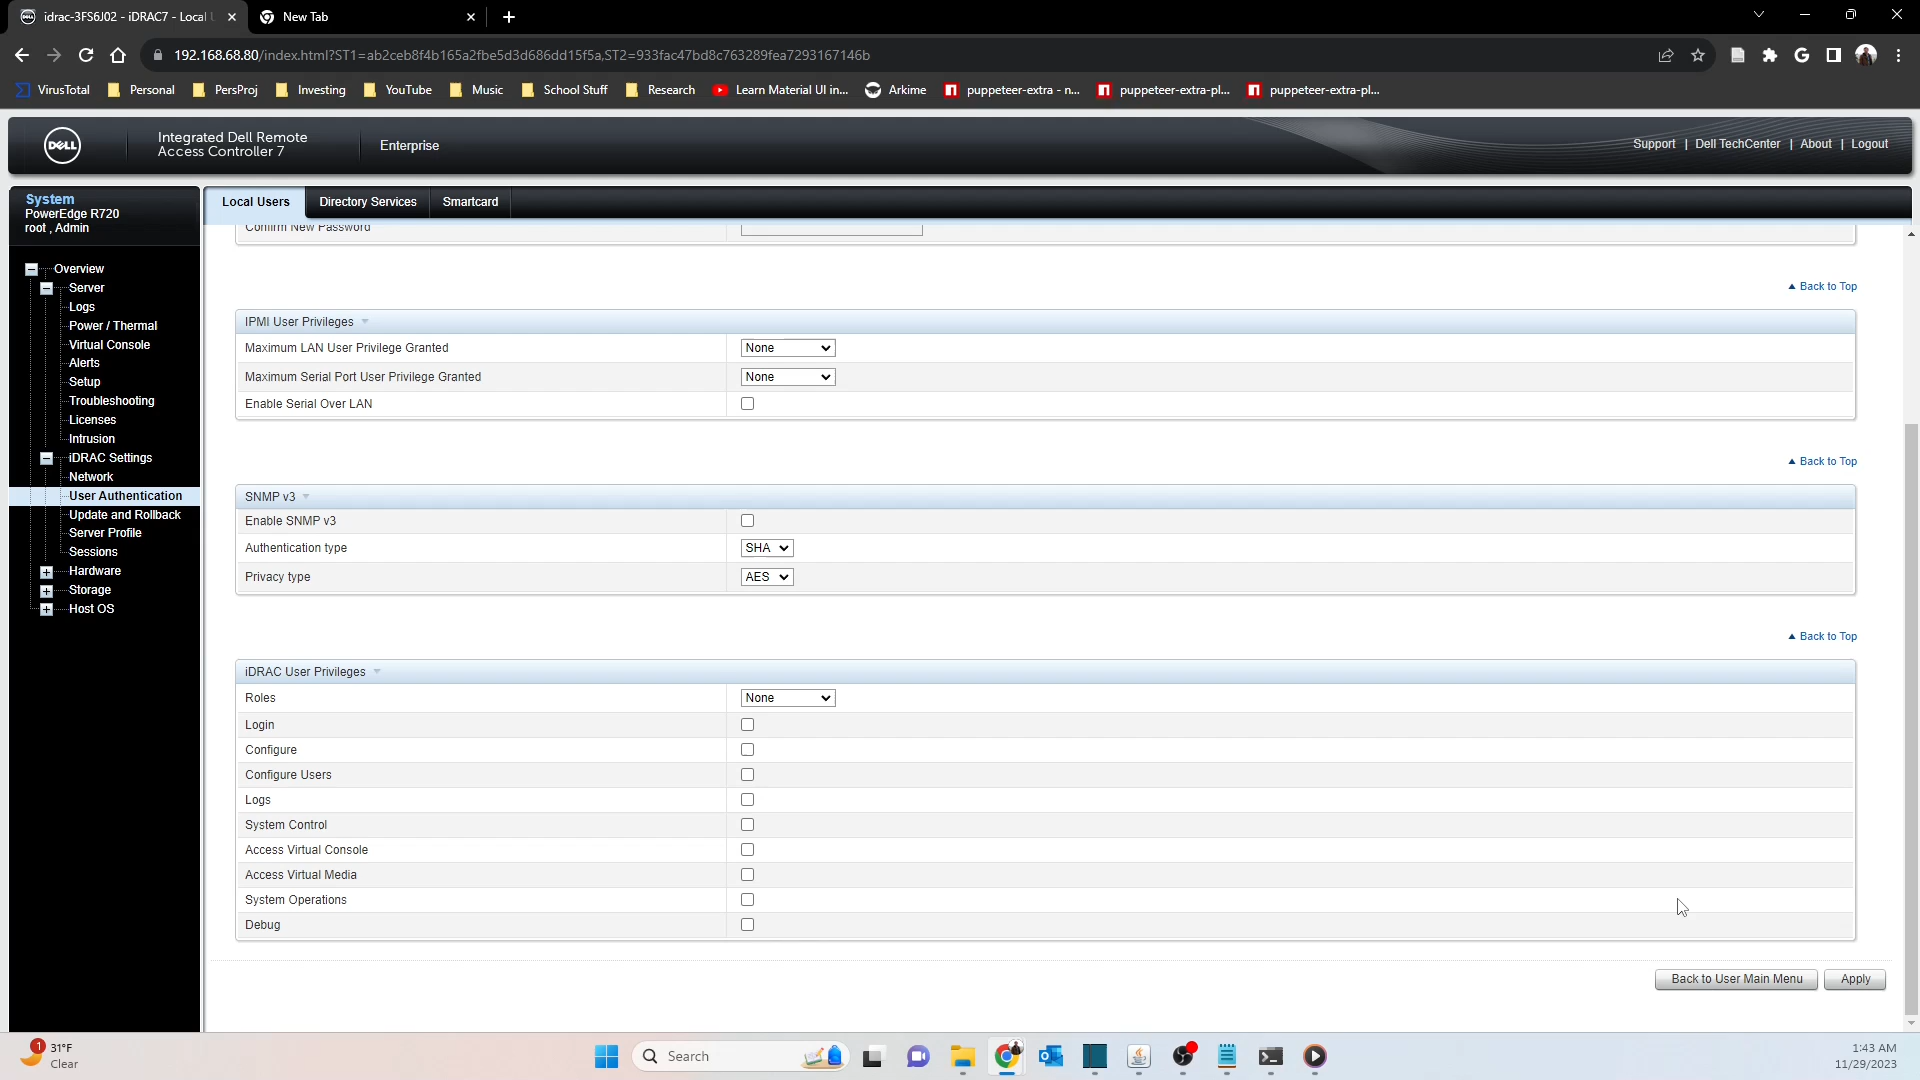 idrac-3FS6J02 - iDRAC7 - Local
New Tab
192.168.68.80/index.html?ST1=ab2ceb8f4b165a2fbe5d3d686dd15f5a,ST2=933fac47bd8c763289fea7293167146b
VirusTotal Personal PersProj Investing YouTube Music School Stuff Research Learn Material UI in... Arkime puppeteer-extra - n... puppeteer-extra-pl... puppeteer-extra-pl...
DELL
Integrated Dell Remote
Access Controller 7
Enterprise
Support | Dell TechCenter | About | Logout
System
PowerEdge R720
root , Admin
Overview
Server
Logs
Power / Thermal
Virtual Console
Alerts
Setup
Troubleshooting
Licenses
Intrusion
iDRAC Settings
Network
User Authentication
Update and Rollback
Server Profile
Sessions
Hardware
Storage
Host OS
Local Users Directory Services Smartcard
Confirm New Password
Back to Top
IPMI User Privileges
Maximum LAN User Privilege Granted None
Maximum Serial Port User Privilege Granted None
Enable Serial Over LAN
Back to Top
SNMP v3
Enable SNMP v3
Authentication type SHA
Privacy type AES
Back to Top
iDRAC User Privileges
Roles None
Login
Configure
Configure Users
Logs
System Control
Access Virtual Console
Access Virtual Media
System Operations
Debug
Back to User Main Menu Apply
1
31°F
Clear
Search
1:43 AM
11/29/2023